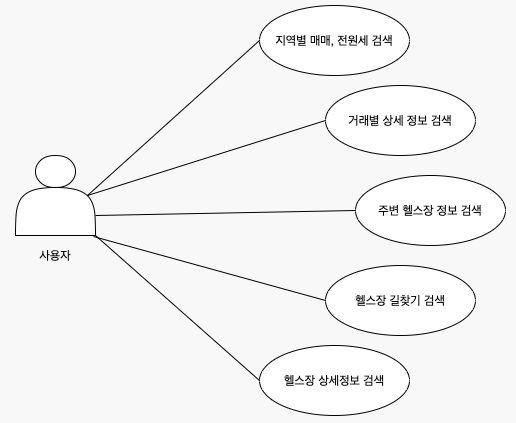 지역별 매매, 전원세 검색
거래별 상세 정보 검색
주변 헬스장 정보 검색
사용자
헬스장 길찾기 검색
헬스장 상세정보 검색